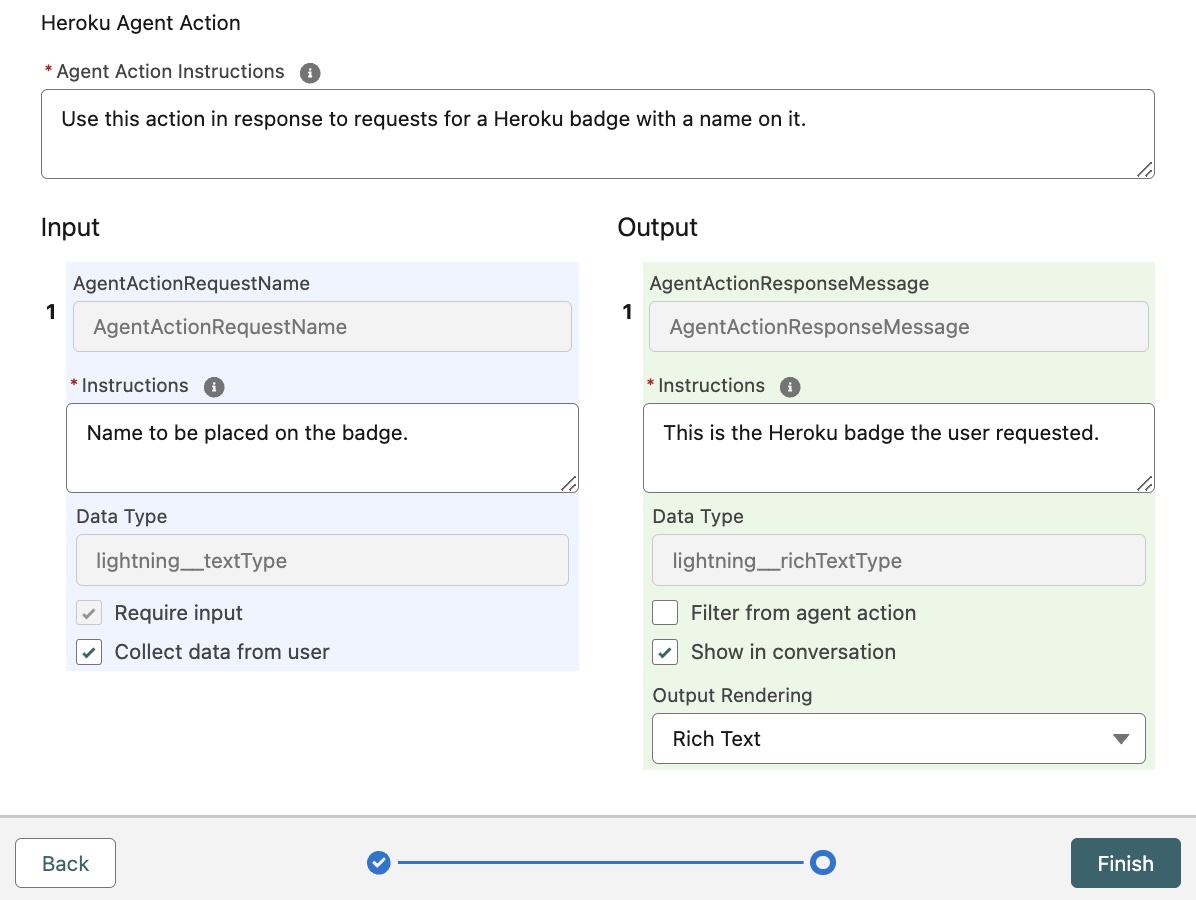 Heroku Agent Action
* Agent Action Instructions
Use this action in response to requests for a Heroku badge with a name on it.
Input
1
AgentActionRequestName
AgentActionRequestName
* Instructions
Name to be placed on the badge.
Data Type
lightning__textType
Require input
Collect data from user
Output
1
AgentActionResponseMessage
AgentActionResponseMessage
* Instructions
This is the Heroku badge the user requested.
Data Type
lightning__richTextType
Filter from agent action
Show in conversation
Output Rendering
Rich Text
Back
Finish